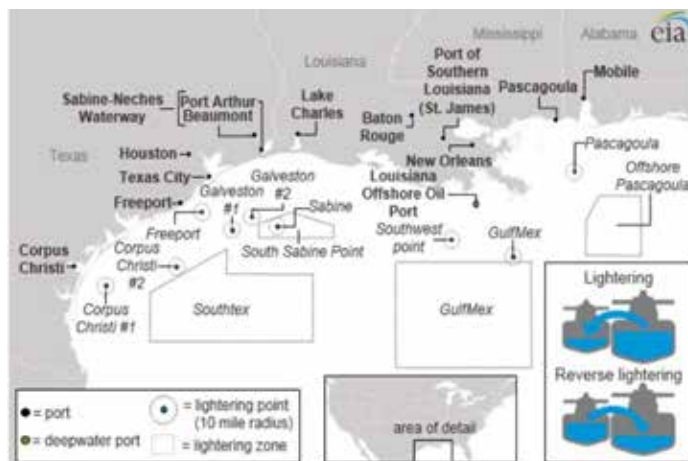 Mississippi
Alabama
eia
Louisiana
Port of
Southern
Louisiana
(St. James)
Pascagoula
Mobile
Sabine-Neches
Waterway
Port Arthur
Beaumont
Lake
Charles
Baton
Rouge
Pascagoula
Texas
Houston
New Orleans
Offshore
Pascagoula
Texas City
Galveston
#2
Galveston
#1
Louisiana
Offshore Oil
Port
Freeport
Sabine
Freeport
Southwest
point
South Sabine Point
GulfMex
Corpus
Christi
Corpus
Christi
#2
Lightering
Corpus
Christi #1
Southtex
GulfMex
Reverse lightering
= port
= lightering point
(10 mile radius)
area of detail
= deepwater port
= lightering zone